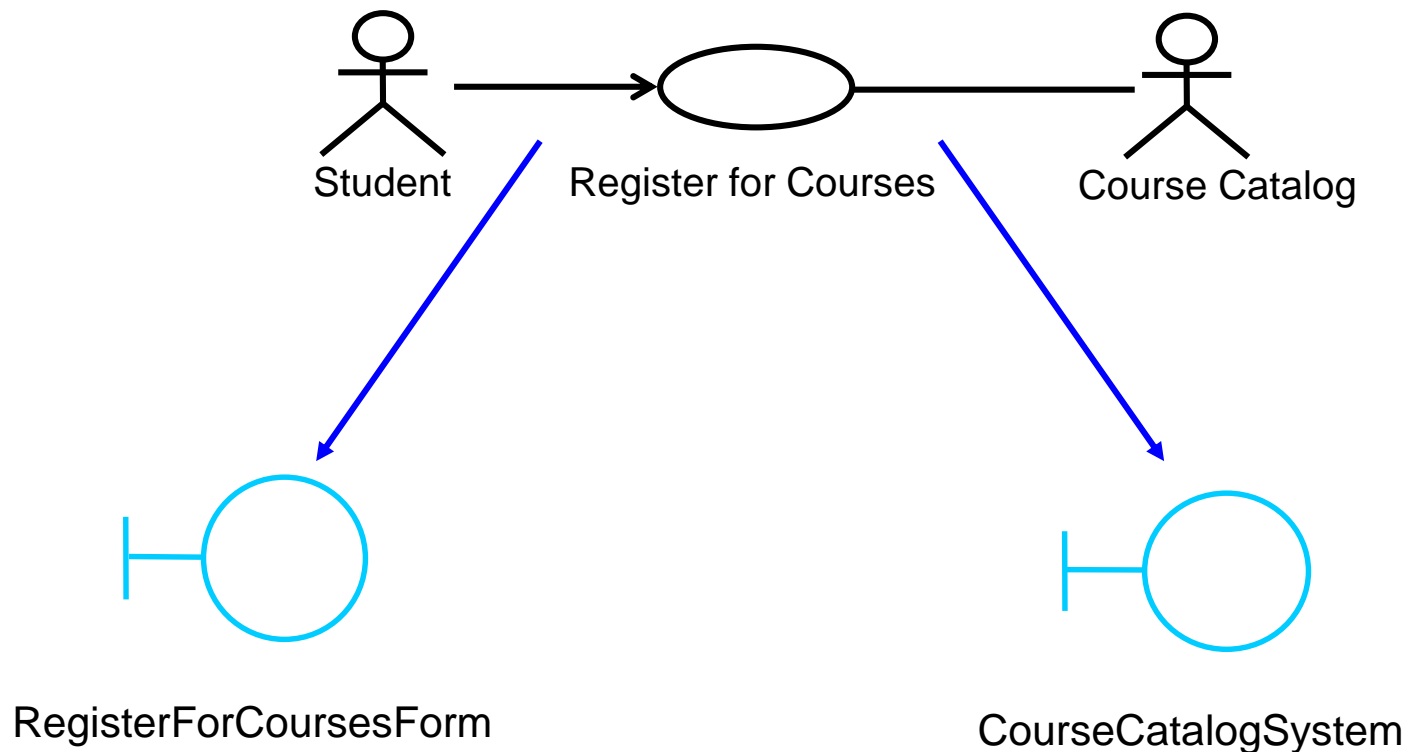 Student
Register for Courses
Course Catalog
RegisterForCoursesForm
CourseCatalogSystem